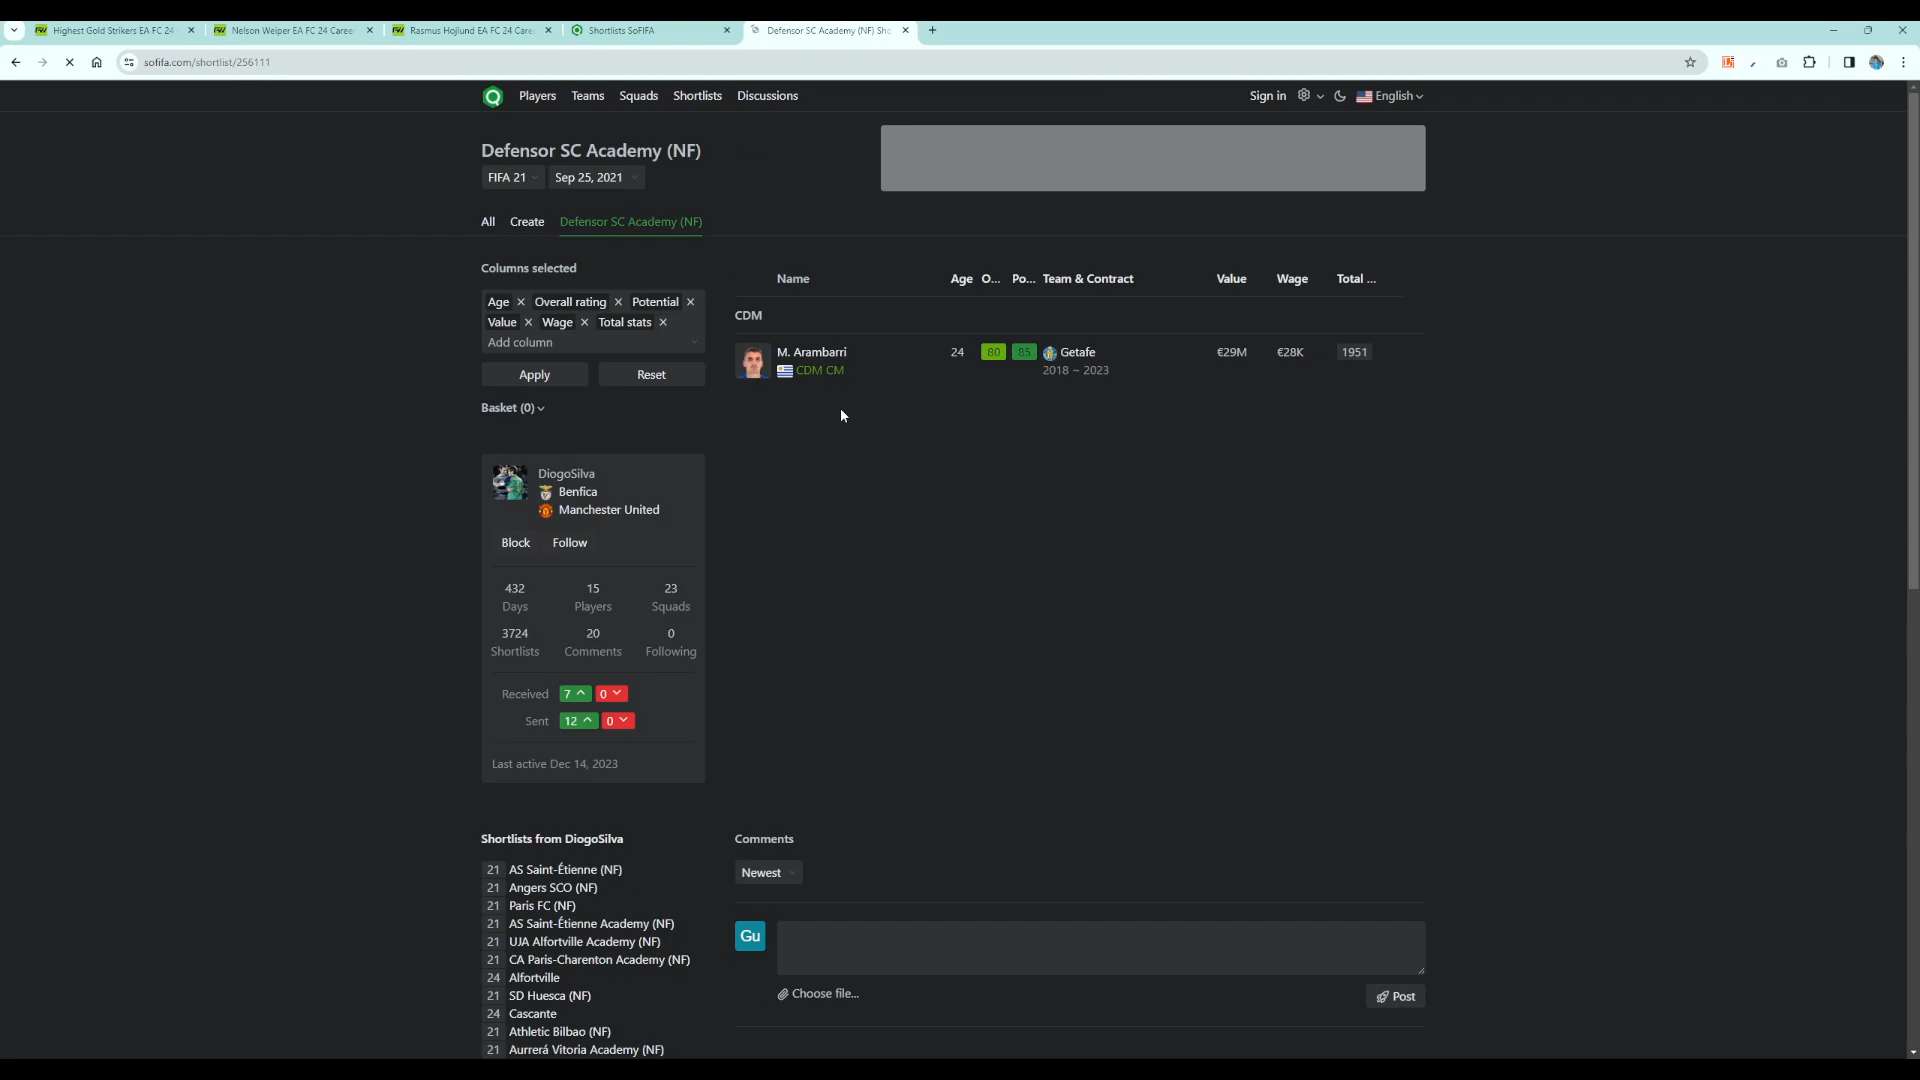 Highest Gold Strikers EA FC 24
Nelson Weiper EA FC 24 Career
Rasmus Hojlund EA FC 24 Caree
Shortlists SoFIFA
Defensor SC Academy (NF) Sho
sofifa.com/shortlist/256111
Players Teams Squads Shortlists Discussions
Sign in English
Defensor SC Academy (NF)
FIFA 21 Sep 25, 2021
All Create Defensor SC Academy (NF)
Columns selected
Age Overall rating Potential
Value Wage Total stats
Add column
Apply Reset
Basket (0)
Name Age O... Po... Team & Contract Value Wage Total ...
CDM
M. Arambarri 24 80 85 Getafe €29M €28K 1951
CDM CM 2018 ~ 2023
DiogoSilva
Benfica
Manchester United
Block Follow
432 15 23
Days Players Squads
3724 20 0
Shortlists Comments Following
Received 7 0
Sent 12 0
Last active Dec 14, 2023
Shortlists from DiogoSilva
21 AS Saint-Étienne (NF)
21 Angers SCO (NF)
21 Paris FC (NF)
21 AS Saint-Étienne Academy (NF)
21 UJA Alfortville Academy (NF)
21 CA Paris-Charenton Academy (NF)
24 Alfortville
21 SD Huesca (NF)
24 Cascante
21 Athletic Bilbao (NF)
21 Aurrerá Vitoria Academy (NF)
Comments
Newest
Gu
Choose file...
Post